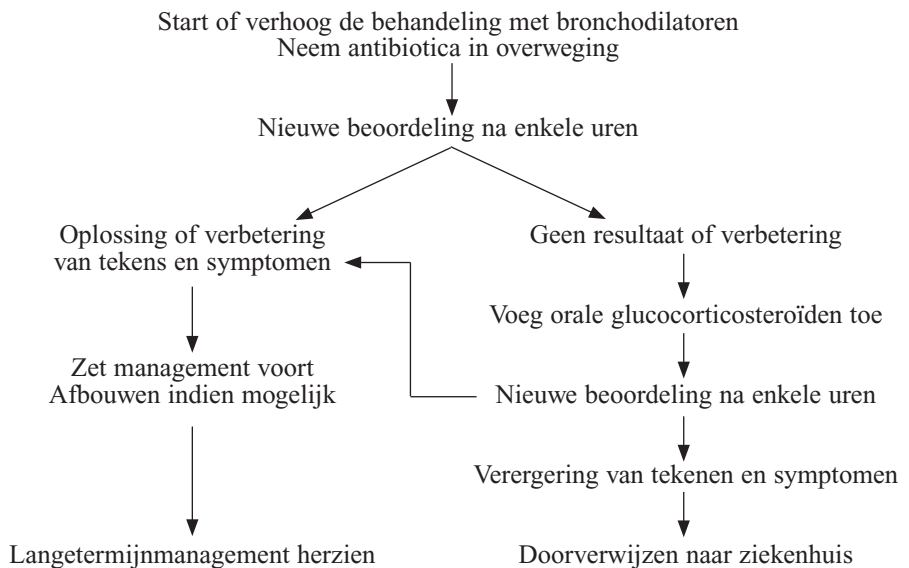 Start of verhoog de behandeling met bronchodilatoren
Neem antibiotica in overweging
Nieuwe beoordeling na enkele uren
Oplossing of verbetering
van tekens en symptomen
Geen resultaat of verbetering
Voeg orale glucocorticosteroïden toe
Zet management voort
Afbouwen indien mogelijk
Nieuwe beoordeling na enkele uren
Verergering van tekenen en symptomen
Langetermijnmanagement herzien
Doorverwijzen naar ziekenhuis